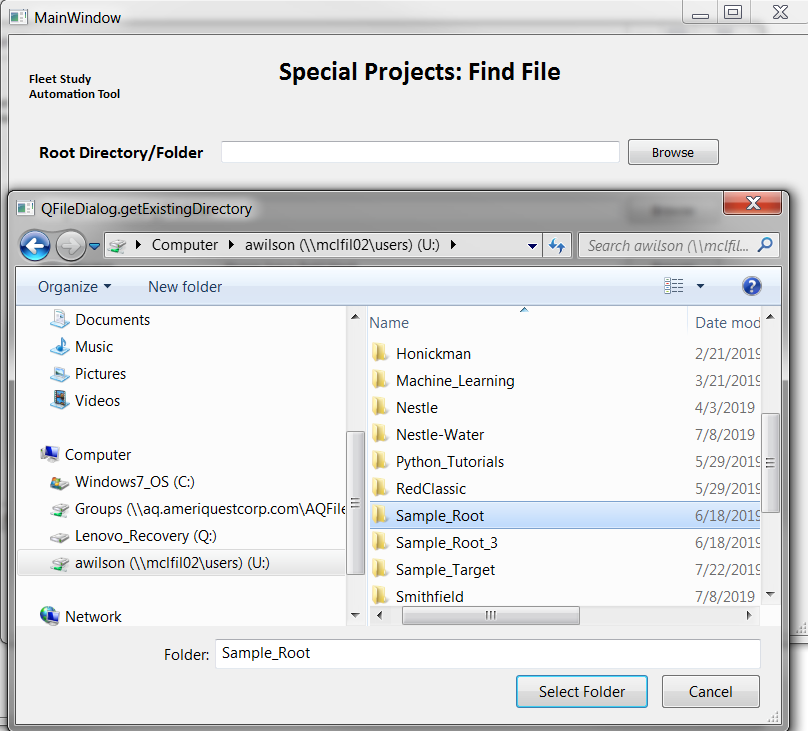 MainWindow
Fleet Study
Automation Tool
Special Projects: Find File
Root Directory/Folder
Browse
QFileDialog.getExistingDirectory
Computer awilson (\\mclfil02\users) (U:)
Search awilson (\\mclfil...
Organize New folder
Documents
Music
Pictures
Videos
Computer
Windows7_OS (C:)
Groups (\\aq.ameriquestcorp.com\AQFile
Lenovo_Recovery (Q:)
awilson (\\mclfil02\users) (U:)
Network
Name Date mod
Honickman 2/21/2019
Machine_Learning 3/21/2019
Nestle 4/3/2019
Nestle-Water 7/8/2019
Python_Tutorials 5/29/2019
RedClassic 5/29/2019
Sample_Root 6/18/2019
Sample_Root_3 6/18/2019
Sample_Target 7/22/2019
Smithfield 7/8/2019
Folder: Sample_Root
Select Folder Cancel